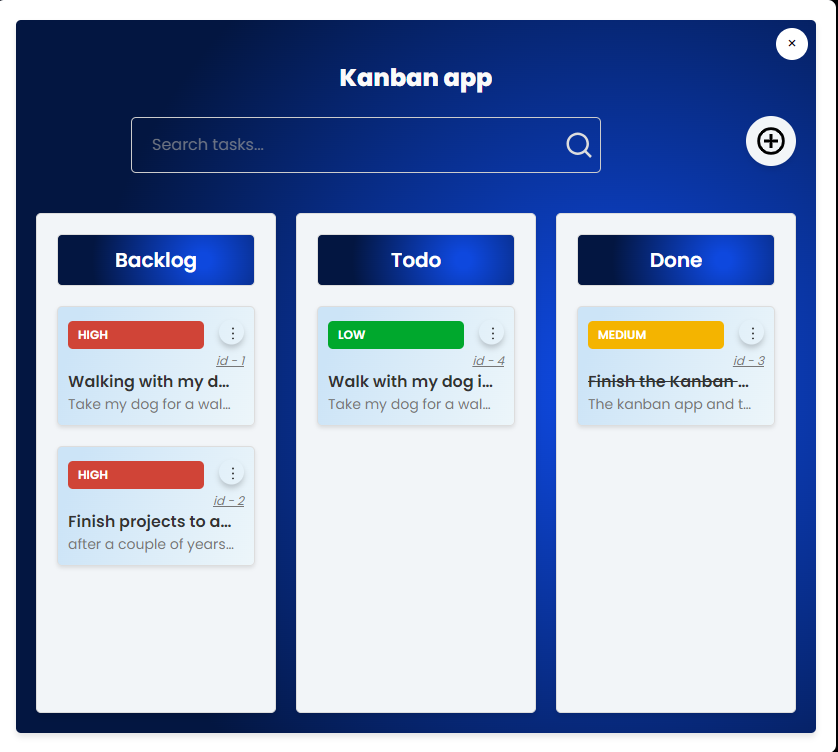 ×
Kanban app
Search tasks...
Backlog
HIGH
id - 1
Walking with my d...
Take my dog for a wal...
HIGH
id - 2
Finish projects to a...
after a couple of years...
Todo
LOW
id - 4
Walk with my dog i...
Take my dog for a wal...
Done
MEDIUM
id - 3
Finish the Kanban ...
The kanban app and t...